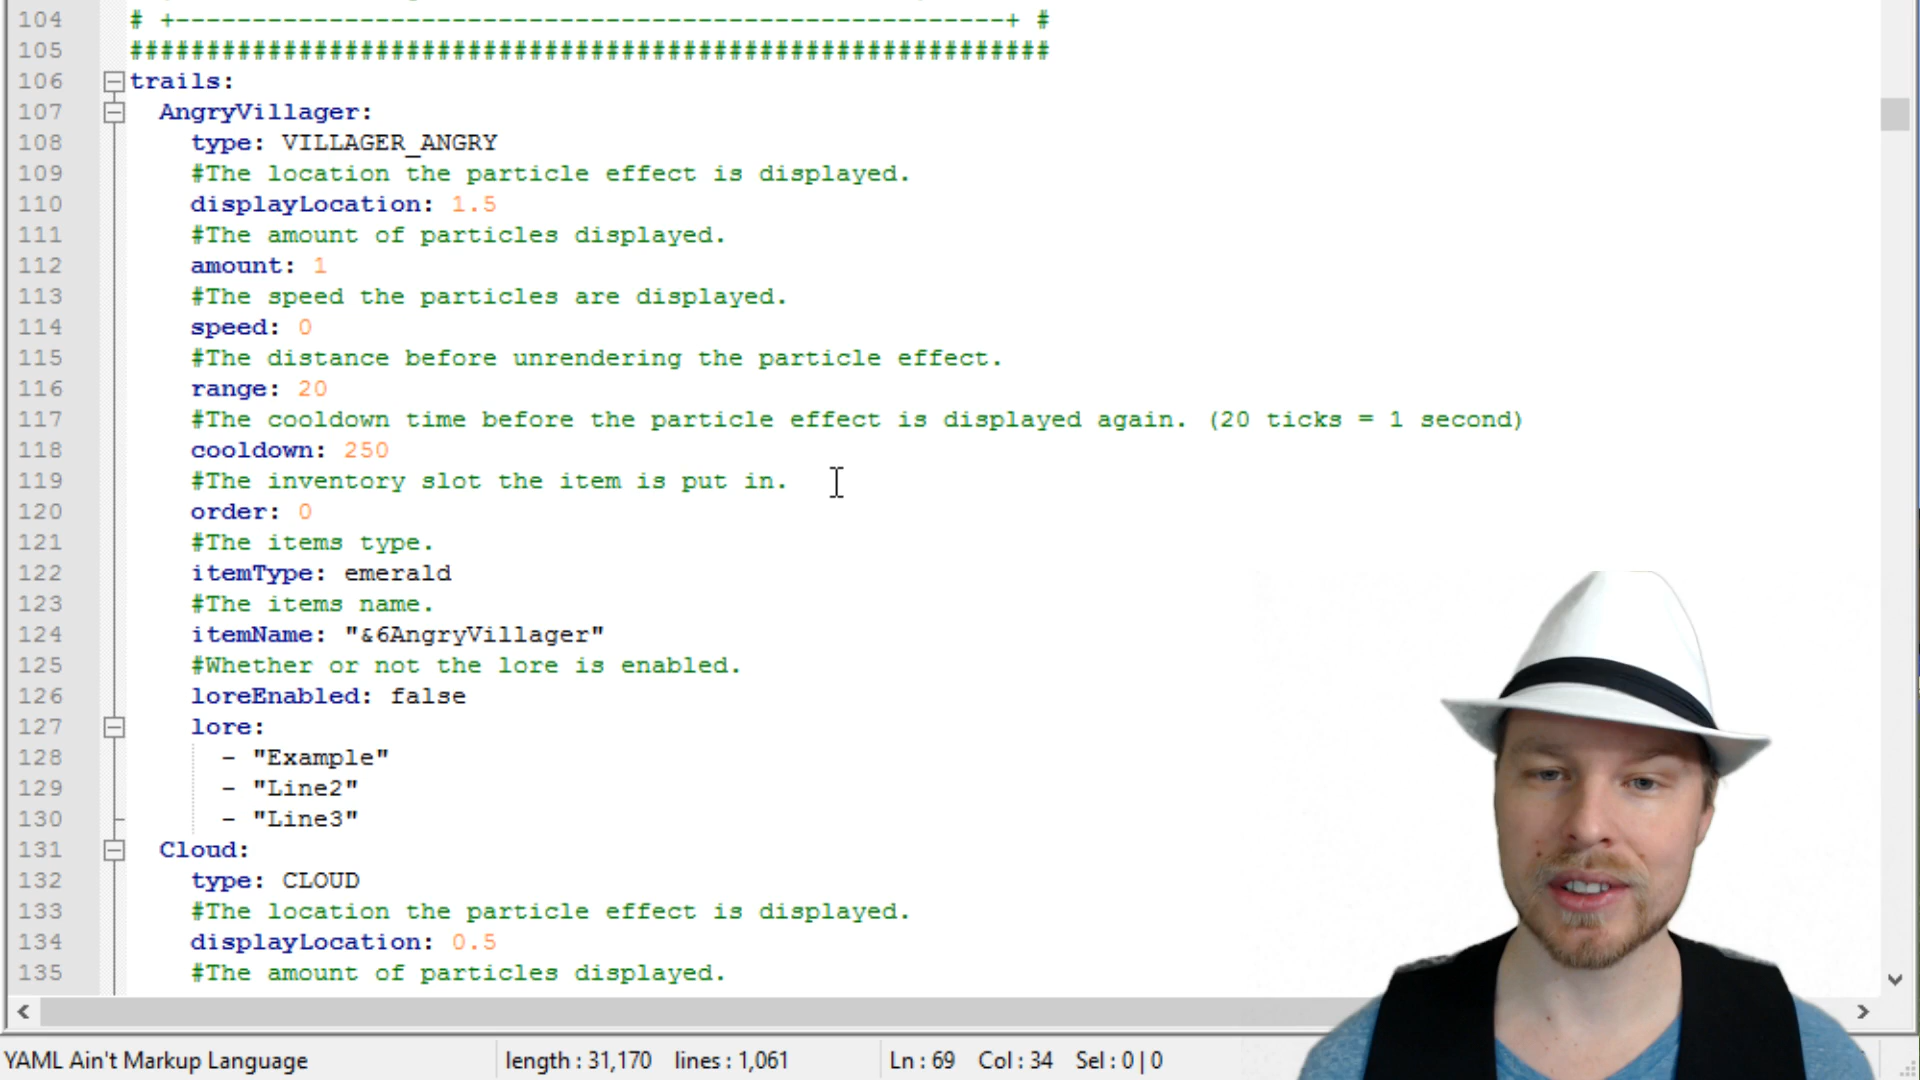 104 # +------------------------------------------------------+ #
105 ############################################################
106 trails:
107 AngryVillager:
108 type: VILLAGER_ANGRY
109 #The location the particle effect is displayed.
110 displayLocation: 1.5
111 #The amount of particles displayed.
112 amount: 1
113 #The speed the particles are displayed.
114 speed: 0
115 #The distance before unrendering the particle effect.
116 range: 20
117 #The cooldown time before the particle effect is displayed again. (20 ticks = 1 second)
118 cooldown: 250
119 #The inventory slot the item is put in.
120 order: 0
121 #The items type.
122 itemType: emerald
123 #The items name.
124 itemName: "&6AngryVillager"
125 #Whether or not the lore is enabled.
126 loreEnabled: false
127 lore:
128 - "Example"
129 - "Line2"
130 - "Line3"
131 Cloud:
132 type: CLOUD
133 #The location the particle effect is displayed.
134 displayLocation: 0.5
135 #The amount of particles displayed.
YAML Ain't Markup Language length : 31,170 lines : 1,061 Ln : 69 Col : 34 Sel : 0 | 0